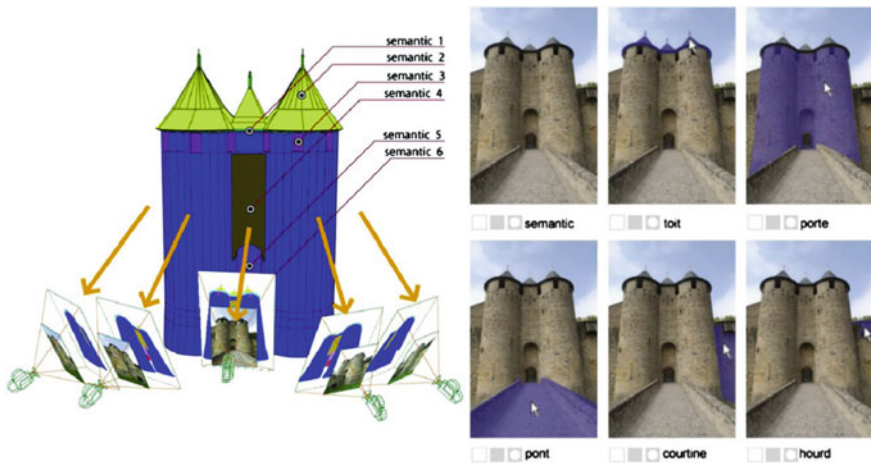 semantic 1
semantic 2
semantic 3
semantic 4
semantic 5
semantic 6
semantic
toit
porte
pont
courtine
hourd